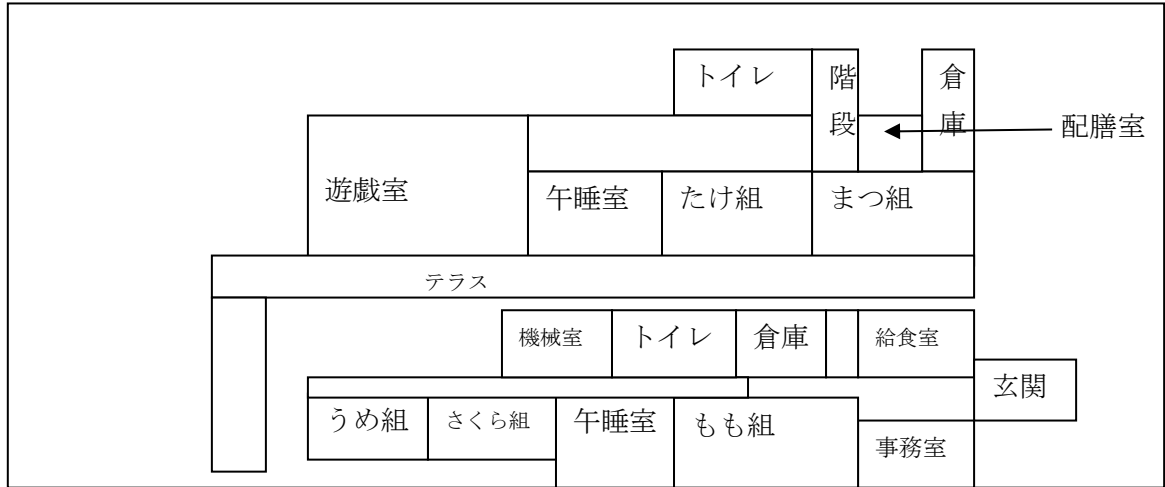 トイレ
階段
倉庫
配膳室
遊戯室
午睡室
たけ組
まつ組
テラス
機械室
トイレ
倉庫
給食室
玄関
うめ組
さくら組
午睡室
もも組
事務室